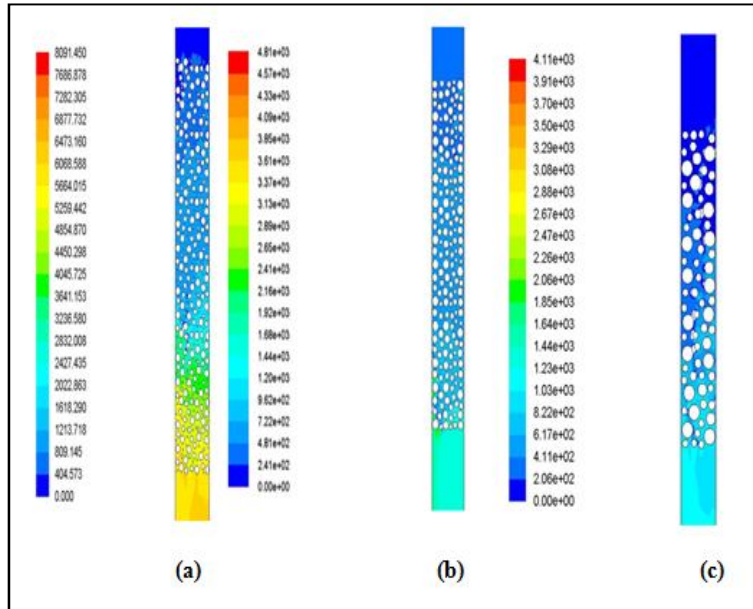 8091.450
7686.878
7282.305
6877.732
6473.160
6068.588
5664.015
5259.442
4854.870
4450.298
4045.725
3641.153
3236.580
2832.008
2427.435
2022.863
1618.290
1213.718
809.145
404.573
0.000
4.81e+03
4.57e+03
4.33e+03
4.09e+03
3.85e+03
3.61e+03
3.37e+03
3.13e+03
2.89e+03
2.65e+03
2.41e+03
2.16e+03
1.92e+03
1.68e+03
1.44e+03
1.20e+03
9.62e+02
7.22e+02
4.81e+02
2.41e+02
0.00e+00
4.11e+03
3.91e+03
3.70e+03
3.50e+03
3.29e+03
3.08e+03
2.88e+03
2.67e+03
2.47e+03
2.26e+03
2.06e+03
1.85e+03
1.64e+03
1.44e+03
1.23e+03
1.03e+03
8.22e+02
6.17e+02
4.11e+02
2.06e+02
0.00e+00
(a)
(b)
(c)